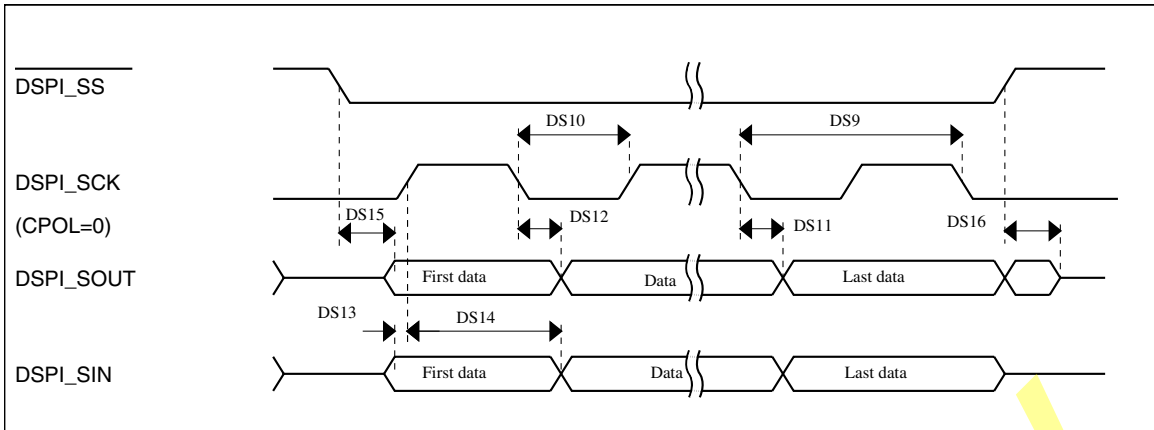 DSPI_SS
DS10
DS9
DSPI_SCK
(CPOL=0)
DS15
DS12
DS11
DS16
DSPI_SOUT
First data
Data
Last data
DS13
DS14
DSPI_SIN
First data
Data
Last data